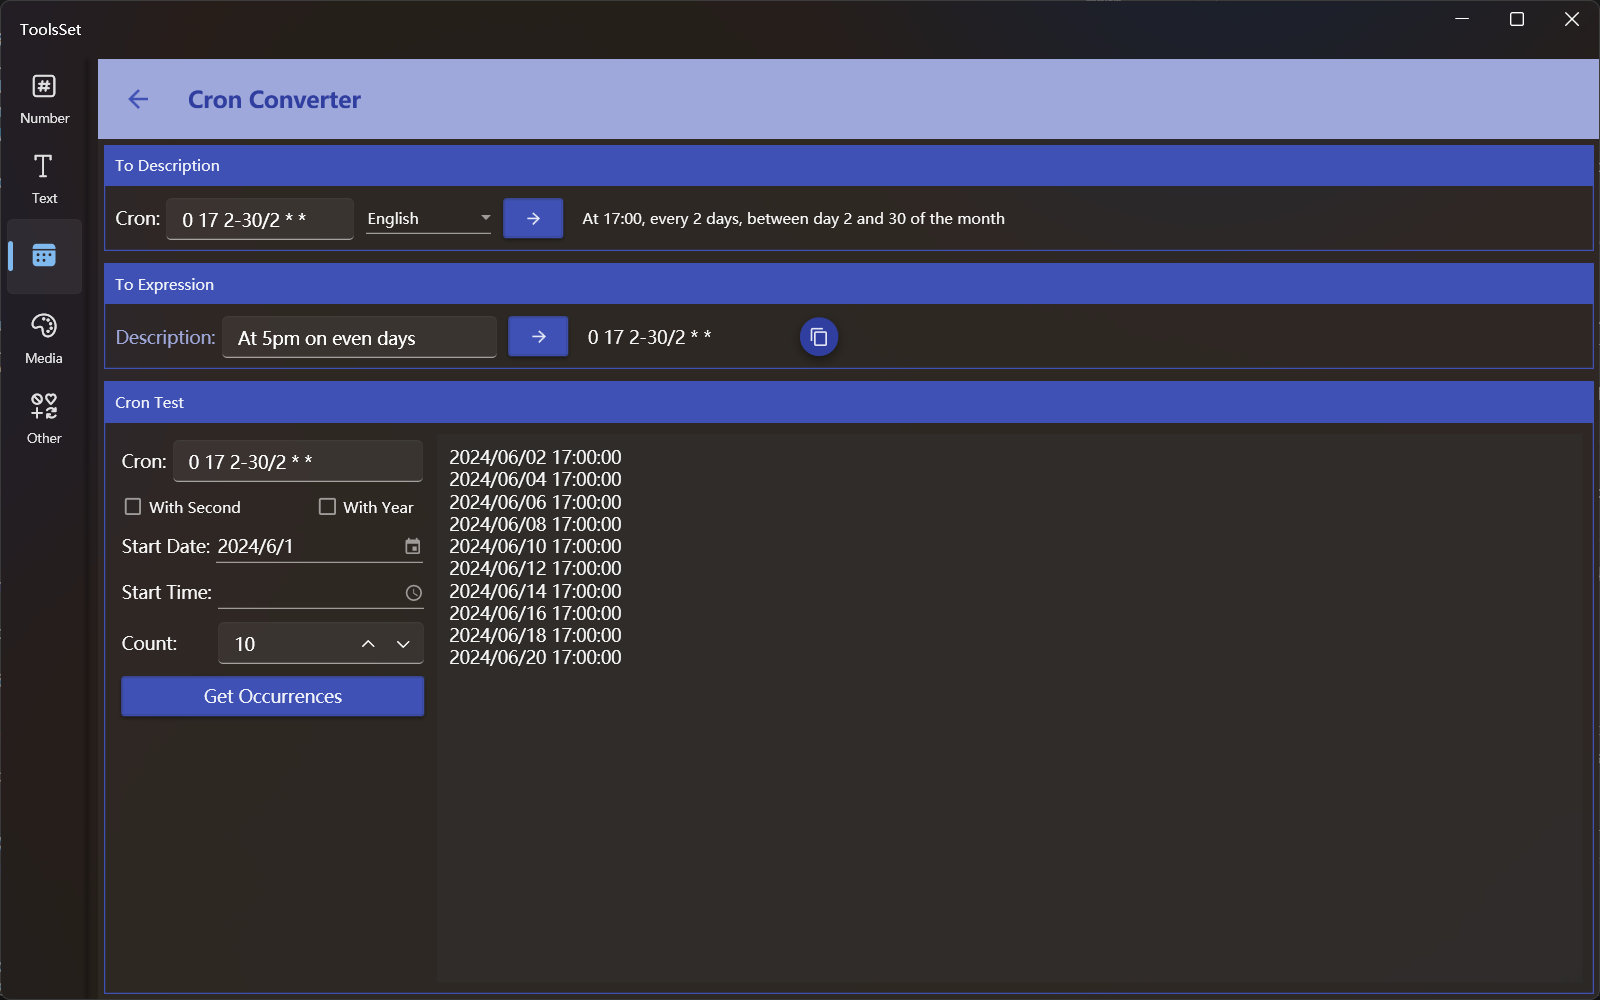 ToolsSet
Number
Text
Media
Other
Cron Converter
To Description
Cron: 0 17 2-30/2 * * English At 17:00, every 2 days, between day 2 and 30 of the month
To Expression
Description: At 5pm on even days 0 17 2-30/2 * *
Cron Test
Cron: 0 17 2-30/2 * *
With Second With Year
Start Date: 2024/6/1
Start Time:
Count: 10
Get Occurrences
2024/06/02 17:00:00
2024/06/04 17:00:00
2024/06/06 17:00:00
2024/06/08 17:00:00
2024/06/10 17:00:00
2024/06/12 17:00:00
2024/06/14 17:00:00
2024/06/16 17:00:00
2024/06/18 17:00:00
2024/06/20 17:00:00